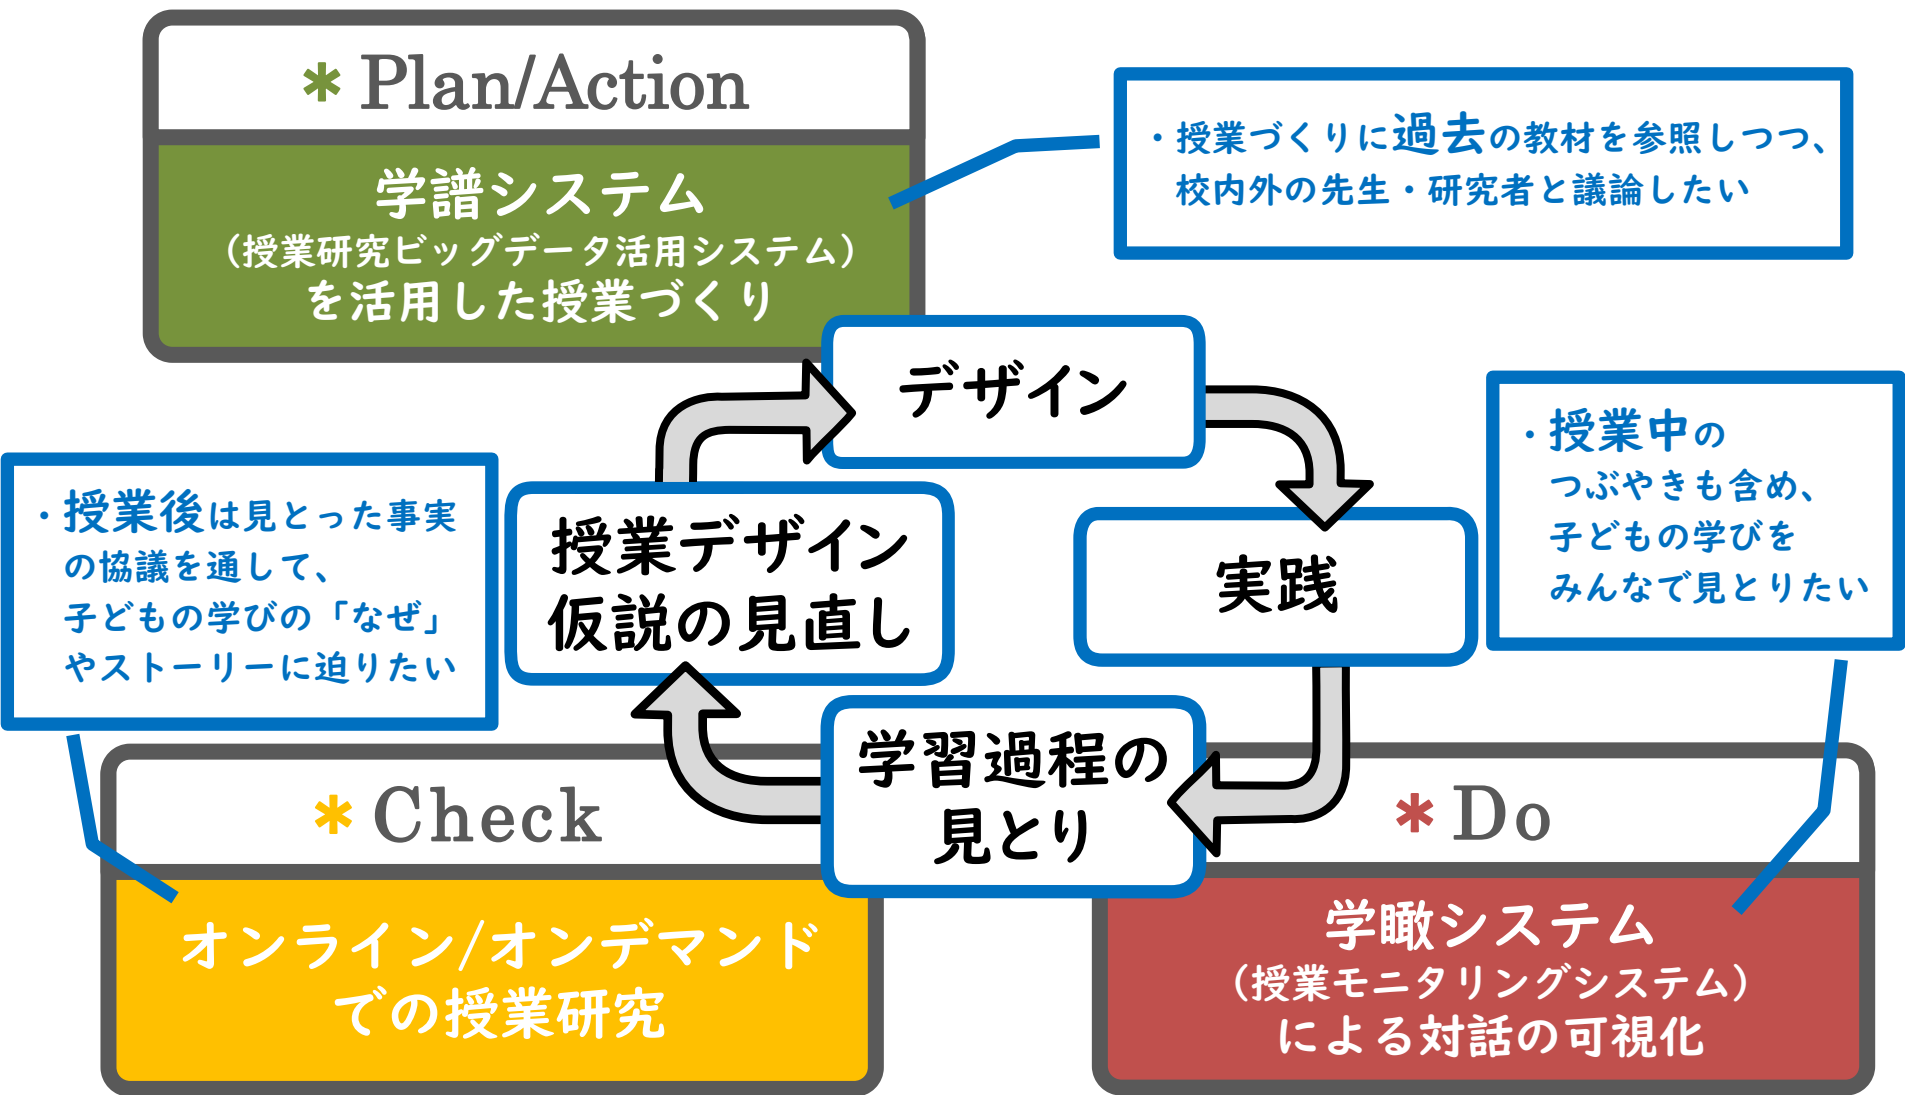 * Plan/Action
学譜システム
（授業研究ビッグデータ活用システム）
を活用した授業づくり
・授業づくりに過去の教材を参照しつつ、
校内外の先生・研究者と議論したい
デザイン
実践
学習過程の
見とり
授業デザイン
仮説の見直し
・授業中の
つぶやきも含め、
子どもの学びを
みんなで見とりたい
・授業後は見とった事実
の協議を通して、
子どもの学びの「なぜ」
やストーリーに迫りたい
* Check
オンライン/オンデマンド
での授業研究
* Do
学瞰システム
（授業モニタリングシステム）
による対話の可視化